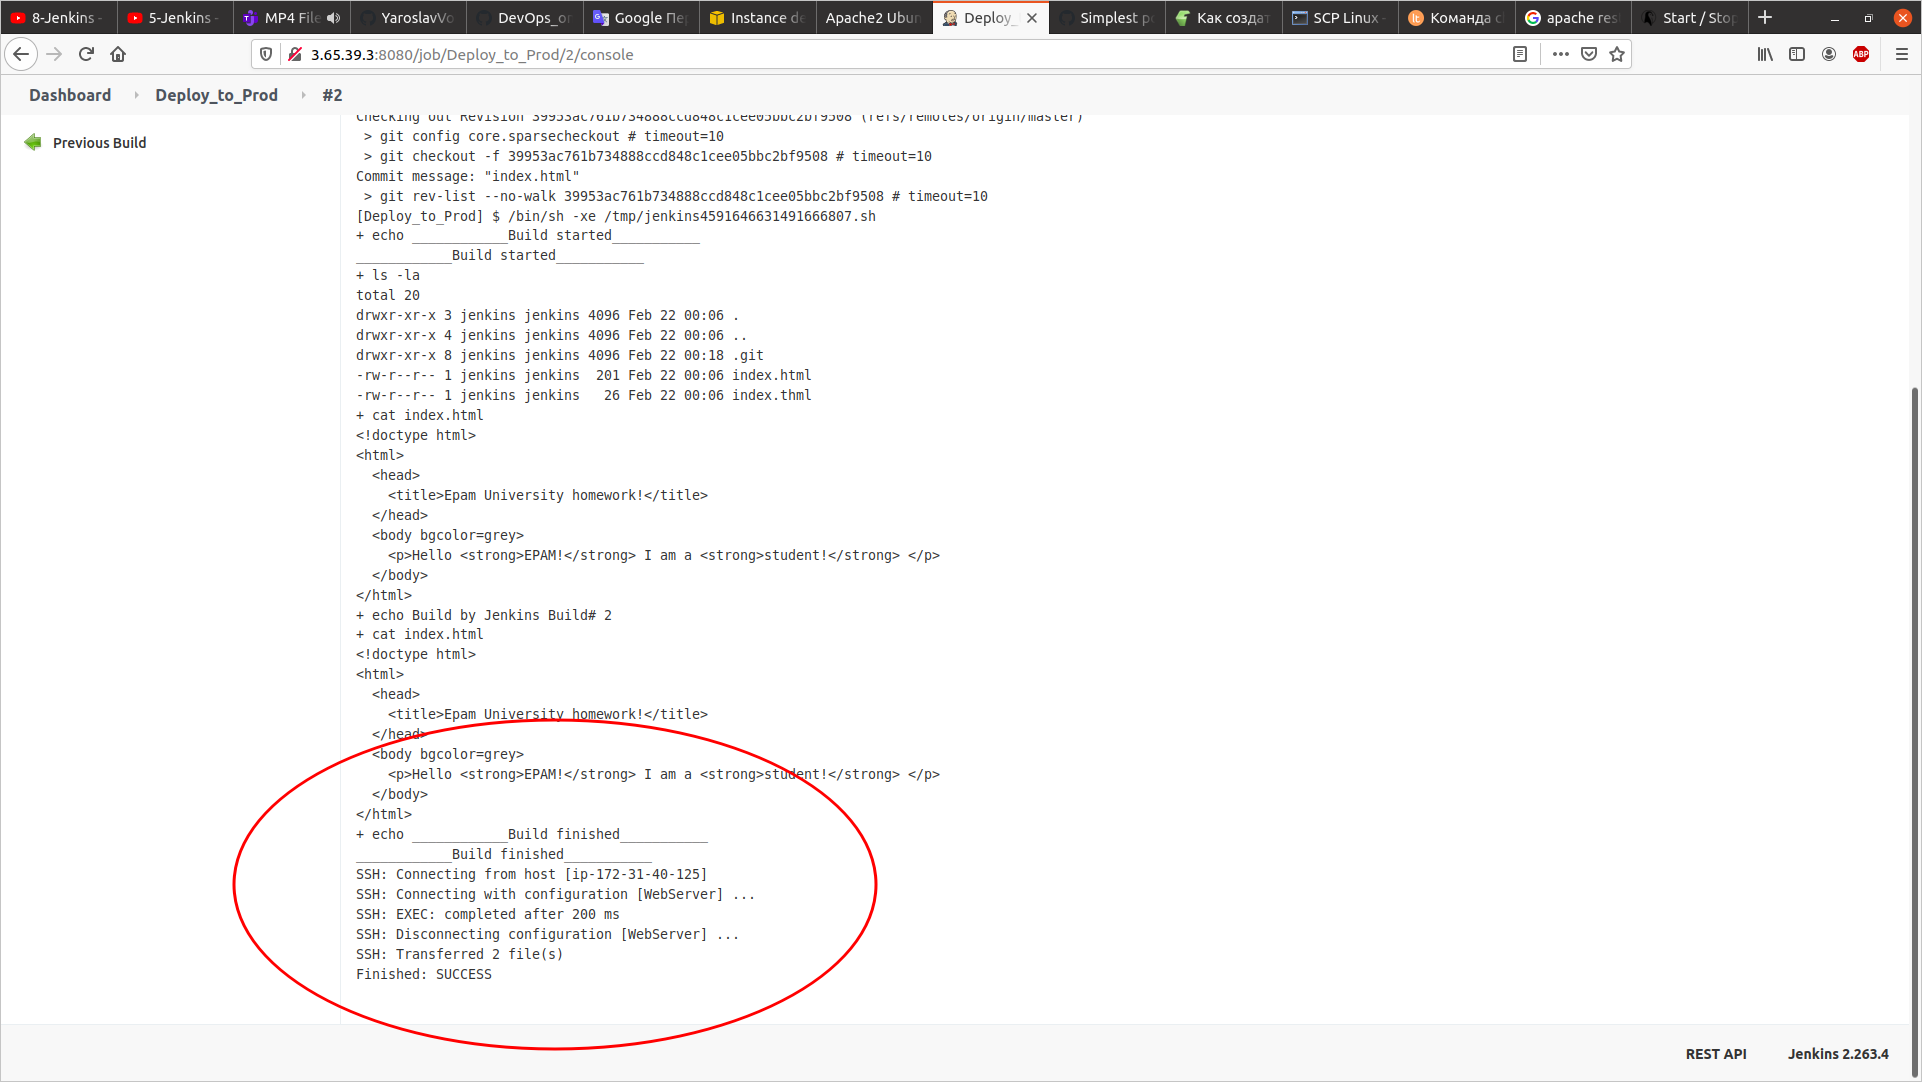 8-Jenkins -
5-Jenkins -
MP4 File
YaroslavVo
DevOps_on
Google Пер
Instance de
Apache2 Ubun
Deploy_
Simplest p
Как создат
SCP Linux -
Команда
apache res
Start / Stop
3.65.39.3:8080/job/Deploy_to_Prod/2/console
ABP
Dashboard
Deploy_to_Prod
#2
Previous Build
Checking out Revision 39953ac761b734888ccd848c1cee05bbc2bf9508 (refs/remotes/origin/master)
> git config core.sparsecheckout # timeout=10
> git checkout -f 39953ac761b734888ccd848c1cee05bbc2bf9508 # timeout=10
Commit message: "index.html"
> git rev-list --no-walk 39953ac761b734888ccd848c1cee05bbc2bf9508 # timeout=10
[Deploy_to_Prod] $ /bin/sh -xe /tmp/jenkins4591646631491666807.sh
+ echo ____________Build started___________
____________Build started___________
+ ls -la
total 20
drwxr-xr-x 3 jenkins jenkins 4096 Feb 22 00:06 .
drwxr-xr-x 4 jenkins jenkins 4096 Feb 22 00:06 ..
drwxr-xr-x 8 jenkins jenkins 4096 Feb 22 00:18 .git
-rw-r--r-- 1 jenkins jenkins  201 Feb 22 00:06 index.html
-rw-r--r-- 1 jenkins jenkins   26 Feb 22 00:06 index.thml
+ cat index.html
<!doctype html>
<html>
<head>
<title>Epam University homework!</title>
</head>
<body bgcolor=grey>
<p>Hello <strong>EPAM!</strong> I am a <strong>student!</strong> </p>
</body>
</html>
+ echo Build by Jenkins Build# 2
+ cat index.html
<!doctype html>
<html>
<head>
<title>Epam University homework!</title>
</head>
<body bgcolor=grey>
<p>Hello <strong>EPAM!</strong> I am a <strong>student!</strong> </p>
</body>
</html>
+ echo ____________Build finished___________
____________Build finished___________
SSH: Connecting from host [ip-172-31-40-125]
SSH: Connecting with configuration [WebServer] ...
SSH: EXEC: completed after 200 ms
SSH: Disconnecting configuration [WebServer] ...
SSH: Transferred 2 file(s)
Finished: SUCCESS
REST API
Jenkins 2.263.4